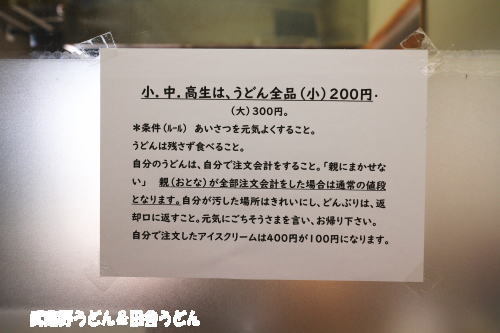 小．中．高生は、うどん全品（小）２００円・
（大）３００円。
＊条件（ﾙｰﾙ） あいさつを元気よくすること。
うどんは残さず食べること。
自分のうどんは、自分で注文会計をすること。「親にまかせな
い」 親（おとな）が全部注文会計をした場合は通常の値段
となります。自分が汚した場所はきれいにし、どんぶりは、返
却口に返すこと。元気にごちそうさまを言い、お帰り下さい。
自分で注文したアイスクリームは４００円が１００円になります。
武蔵野うどん＆田舎うどん